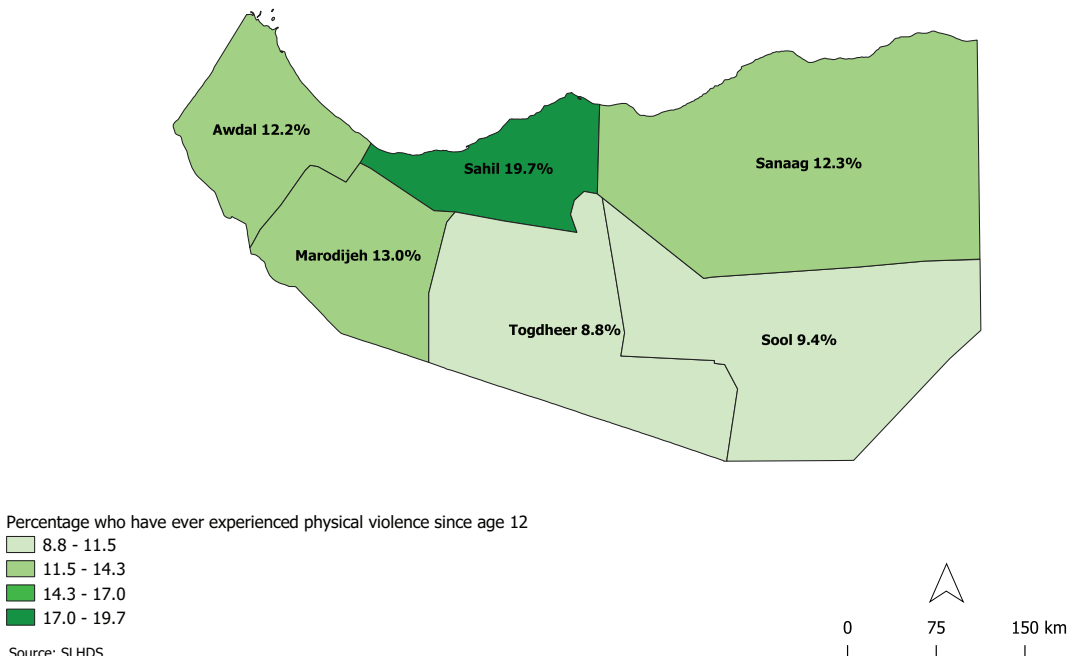 Awdal 12.2%
Sahil 19.7%
Sanaag 12.3%
Marodijeh 13.0%
Togdheer 8.8%
Sool 9.4%
Percentage who have ever experienced physical violence since age 12
8.8 - 11.5
11.5 - 14.3
14.3 - 17.0
17.0 - 19.7
0 75 150 km
Source: SLHDS